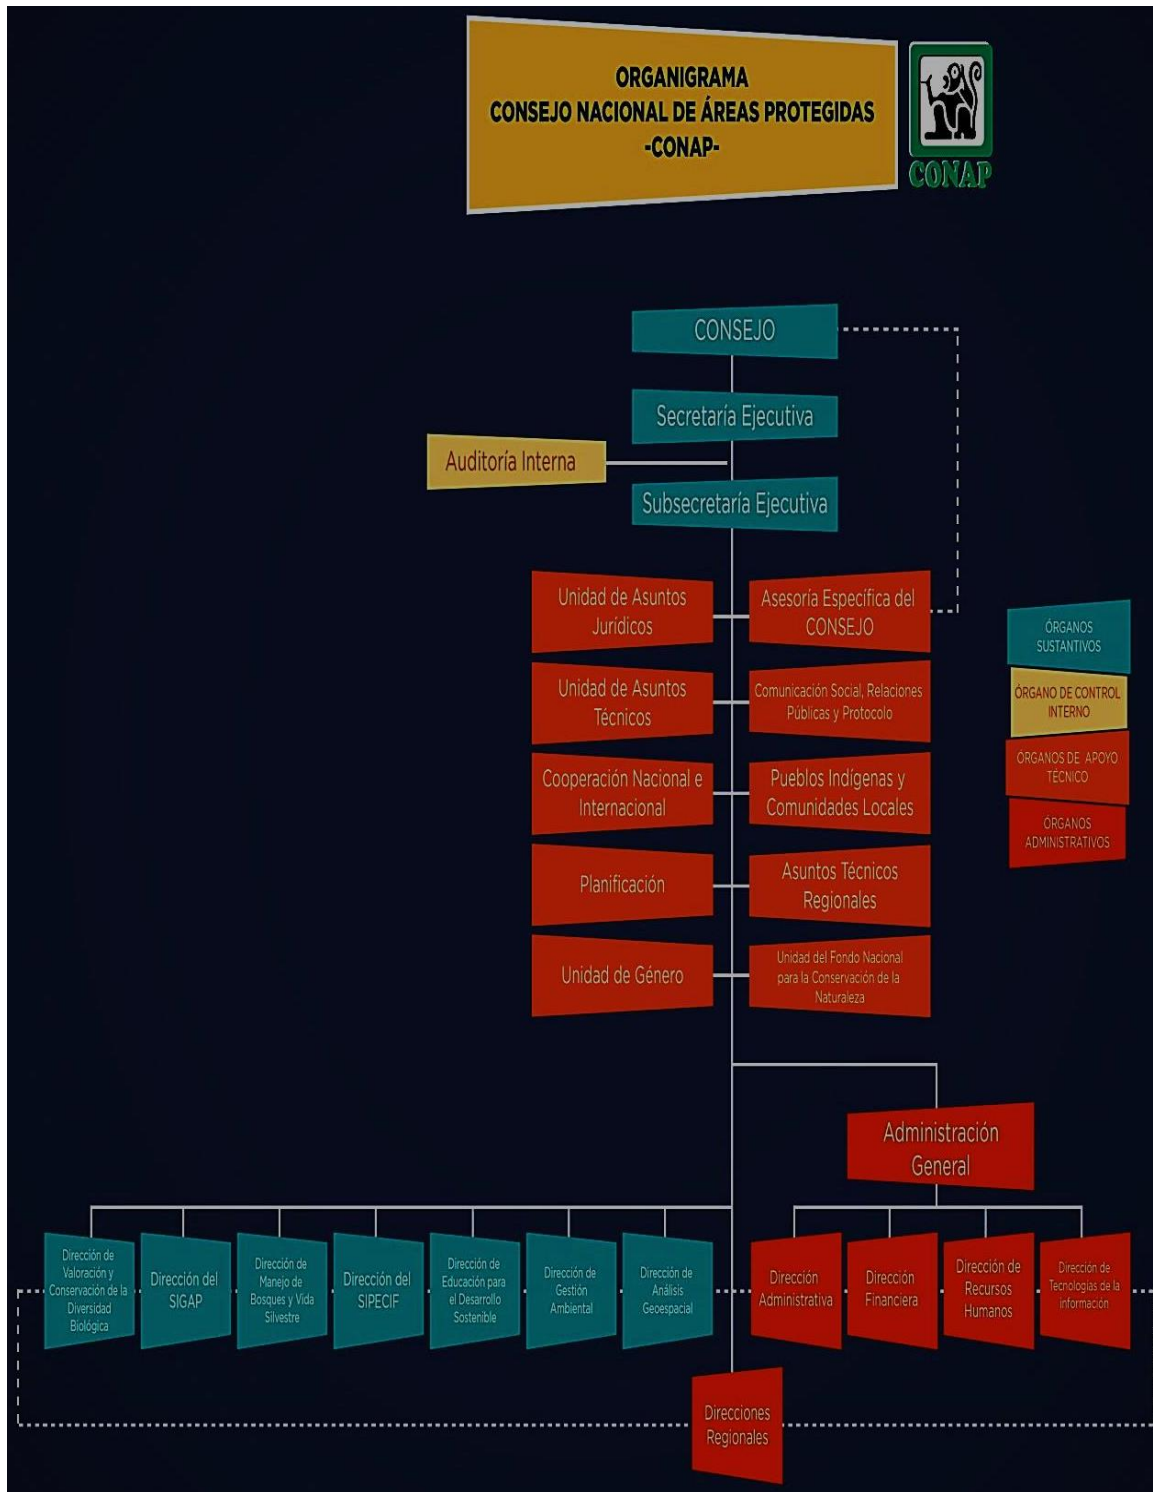 ORGANIGRAMA
CONSEJO NACIONAL DE ÁREAS PROTEGIDAS
-CONAP-
CONAP
CONSEJO
Secretaría Ejecutiva
Auditoría Interna
Subsecretaría Ejecutiva
Unidad de Asuntos
Jurídicos
Asesoría Específica del
CONSEJO
Unidad de Asuntos
Técnicos
Comunicación Social, Relaciones
Públicas y Protocolo
Cooperación Nacional e
Internacional
Pueblos Indígenas y
Comunidades Locales
Planificación
Asuntos Técnicos
Regionales
Unidad de Género
Unidad del Fondo Nacional
para la Conservación de la
Naturaleza
ÓRGANOS
SUSTANTIVOS
ÓRGANO DE CONTROL
INTERNO
ÓRGANOS DE APOYO
TÉCNICO
ÓRGANOS
ADMINISTRATIVOS
Administración
General
Dirección de
Valoración y
Conservación de la
Diversidad
Biológica
Dirección del
SIGAP
Dirección de
Manejo de
Bosques y Vida
Silvestre
Dirección del
SIPECIF
Dirección de
Educación para
el Desarrollo
Sostenible
Dirección de
Gestión
Ambiental
Dirección de
Análisis
Geoespacial
Dirección
Administrativa
Dirección
Financiera
Dirección de
Recursos
Humanos
Dirección de
Tecnologías de la
información
Direcciones
Regionales